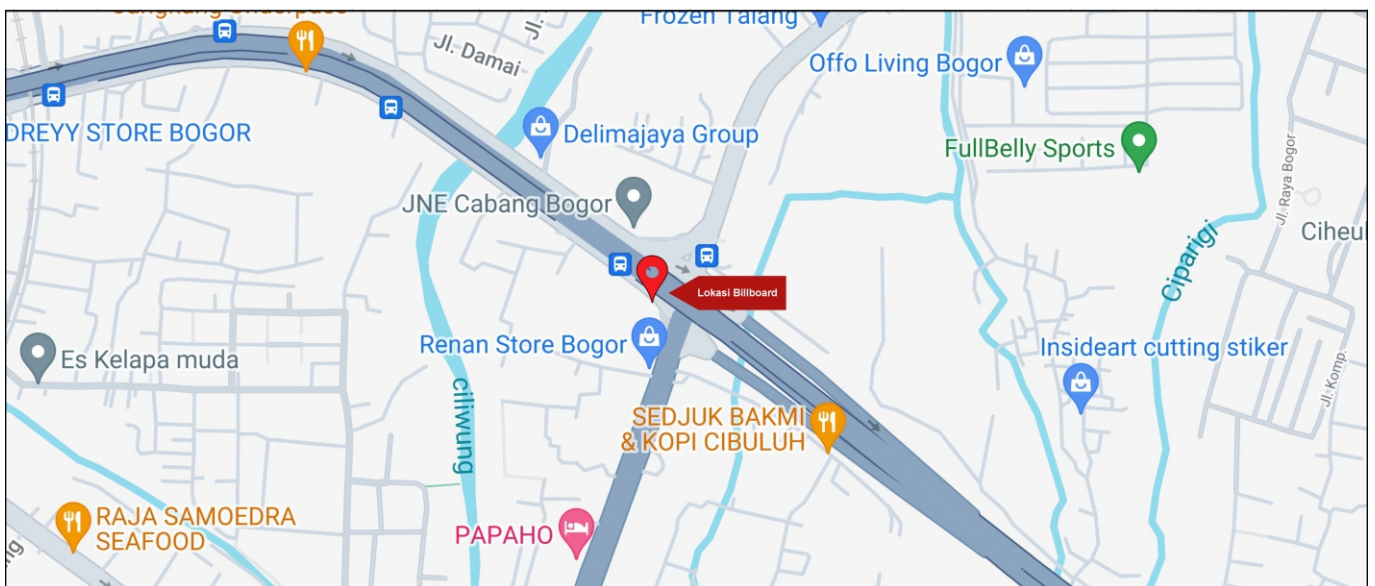 Frozen Talang
Jl. Damai
Jl.
Offo Living Bogor
DREYY STORE BOGOR
Delimajaya Group
FullBelly Sports
Jl. Raya Bogor
JNE Cabang Bogor
Ciheul
Ciparigi
Lokasi Billboard
Renan Store Bogor
Es Kelapa muda
Insideart cutting stiker
Jl. Komp.
ciliwung
SEDJUK BAKMI
& KOPI CIBULUH
RAJA SAMOEDRA
SEAFOOD
PAPAHO